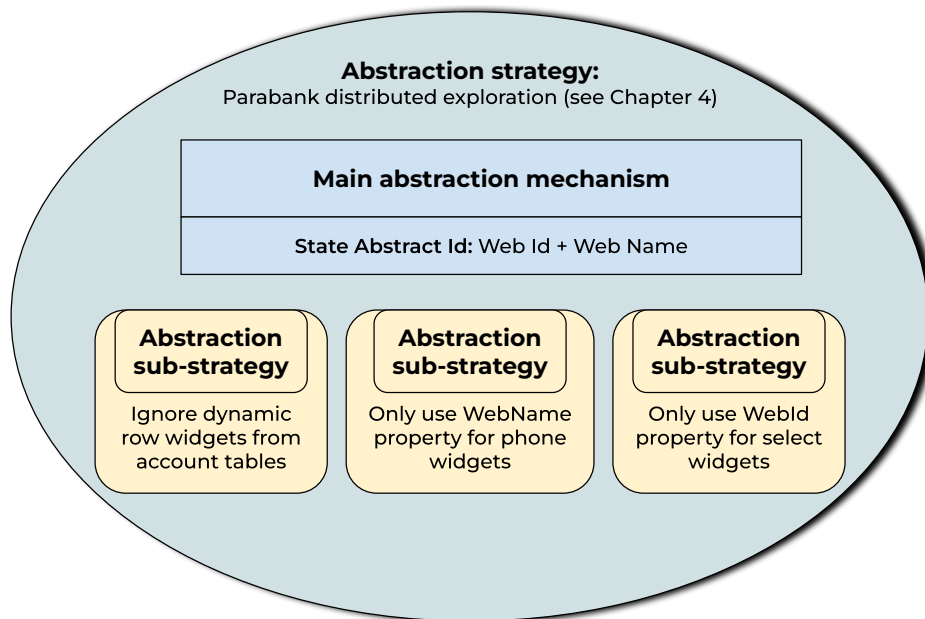 Abstraction strategy:
Parabank distributed exploration (see Chapter 4)
Main abstraction mechanism
State Abstract Id: Web Id + Web Name
Abstraction
sub-strategy
Ignore dynamic
row widgets from
account tables
Abstraction
sub-strategy
Only use WebName
property for phone
widgets
Abstraction
sub-strategy
Only use WebId
property for select
widgets